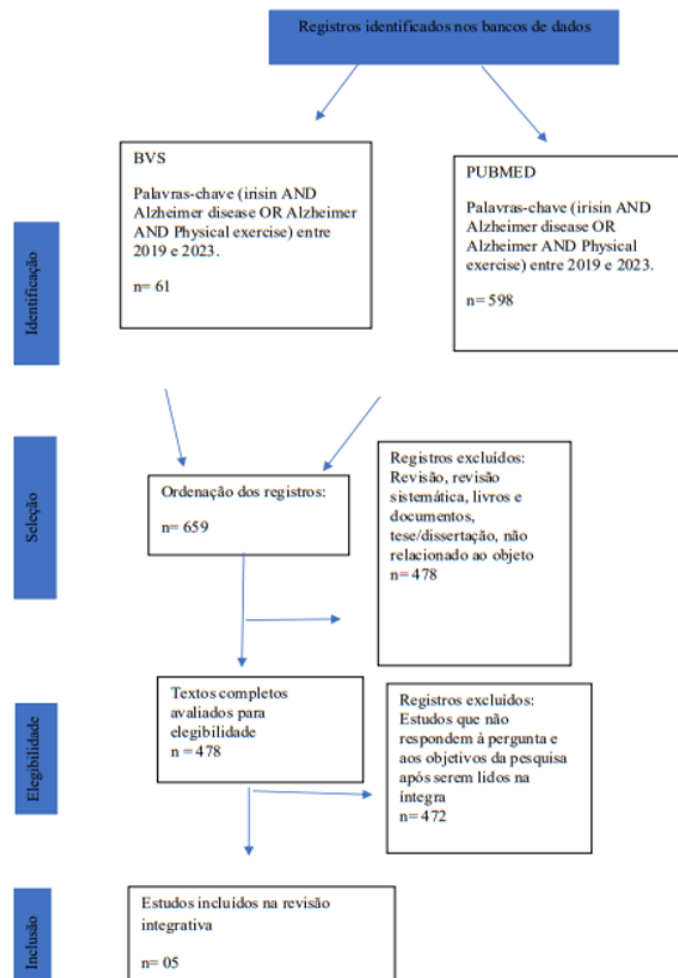 Registros identificados nos bancos de dados
Identificação
BVS
Palavras-chave (irisin AND
Alzheimer disease OR Alzheimer
AND Physical exercise) entre
2019 e 2023.
n= 61
PUBMED
Palavras-chave (irisin AND
Alzheimer disease OR
Alzheimer AND Physical
exercise) entre 2019 e 2023.
n= 598
Seleção
Ordenação dos registros:
n= 659
Registros excluídos:
Revisão, revisão
sistemática, livros e
documentos,
tese/dissertação, não
relacionado ao objeto
n= 478
Elegibilidade
Textos completos
avaliados para
elegibilidade
n = 478
Registros excluídos:
Estudos que não
respondem à pergunta e
aos objetivos da pesquisa
após serem lidos na
íntegra
n= 472
Inclusão
Estudos incluídos na revisão
integrativa
n= 05